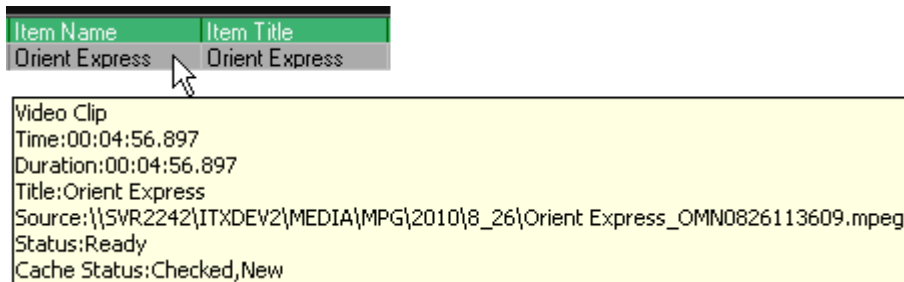 Item Name Item Title
Orient Express Orient Express
Video Clip
Time:00:04:56.897
Duration:00:04:56.897
Title:Orient Express
Source:\\SVR2242\ITXDEV2\MEDIA\MPG\2010\8_26\Orient Express_OMN0826113609.mpeg
Status:Ready
Cache Status:Checked,New